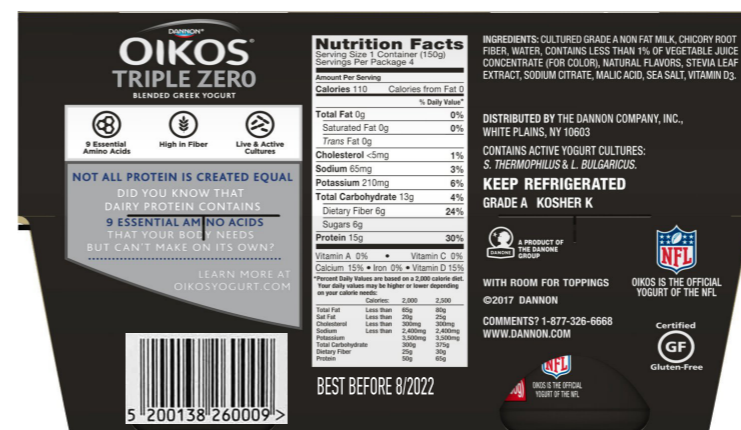 DANNON®
OIKOS®
TRIPLE ZERO
BLENDED GREEK YOGURT
9 Essential
Amino Acids
High in Fiber
Live & Active
Cultures
NOT ALL PROTEIN IS CREATED EQUAL
DID YOU KNOW THAT
DAIRY PROTEIN CONTAINS
9 ESSENTIAL AMINO ACIDS
THAT YOUR BODY NEEDS
BUT CAN'T MAKE ON ITS OWN?
LEARN MORE AT
OIKOSYOGURT.COM
5 200138 260009 >
Nutrition Facts
Serving Size 1 Container (150g)
Servings Per Package 4
Amount Per Serving
Calories 110 Calories from Fat 0
% Daily Value*
Total Fat 0g 0%
Saturated Fat 0g 0%
Trans Fat 0g
Cholesterol <5mg 1%
Sodium 65mg 3%
Potassium 210mg 6%
Total Carbohydrate 13g 4%
Dietary Fiber 6g 24%
Sugars 6g
Protein 15g 30%
Vitamin A 0% • Vitamin C 0%
Calcium 15% • Iron 0% • Vitamin D 15%
*Percent Daily Values are based on a 2,000 calorie diet.
Your daily values may be higher or lower depending
on your calorie needs:
Calories: 2,000 2,500
Total Fat Less than 65g 80g
Sat Fat Less than 20g 25g
Cholesterol Less than 300mg 300mg
Sodium Less than 2,400mg 2,400mg
Potassium 3,500mg 3,500mg
Total Carbohydrate 300g 375g
Dietary Fiber 25g 30g
Protein 50g 65g
BEST BEFORE 8/2022
INGREDIENTS: CULTURED GRADE A NON FAT MILK, CHICORY ROOT
FIBER, WATER, CONTAINS LESS THAN 1% OF VEGETABLE JUICE
CONCENTRATE (FOR COLOR), NATURAL FLAVORS, STEVIA LEAF
EXTRACT, SODIUM CITRATE, MALIC ACID, SEA SALT, VITAMIN D3.
DISTRIBUTED BY THE DANNON COMPANY, INC.,
WHITE PLAINS, NY 10603
CONTAINS ACTIVE YOGURT CULTURES:
S. THERMOPHILUS & L. BULGARICUS.
KEEP REFRIGERATED
GRADE A KOSHER K
DANONE
A PRODUCT OF
THE DANONE
GROUP
NFL
WITH ROOM FOR TOPPINGS
©2017 DANNON
OIKOS IS THE OFFICIAL
YOGURT OF THE NFL
COMMENTS? 1-877-326-6668
WWW.DANNON.COM
Certified
GF
Gluten-Free
NFL
OIKOS IS THE OFFICIAL
YOGURT OF THE NFL